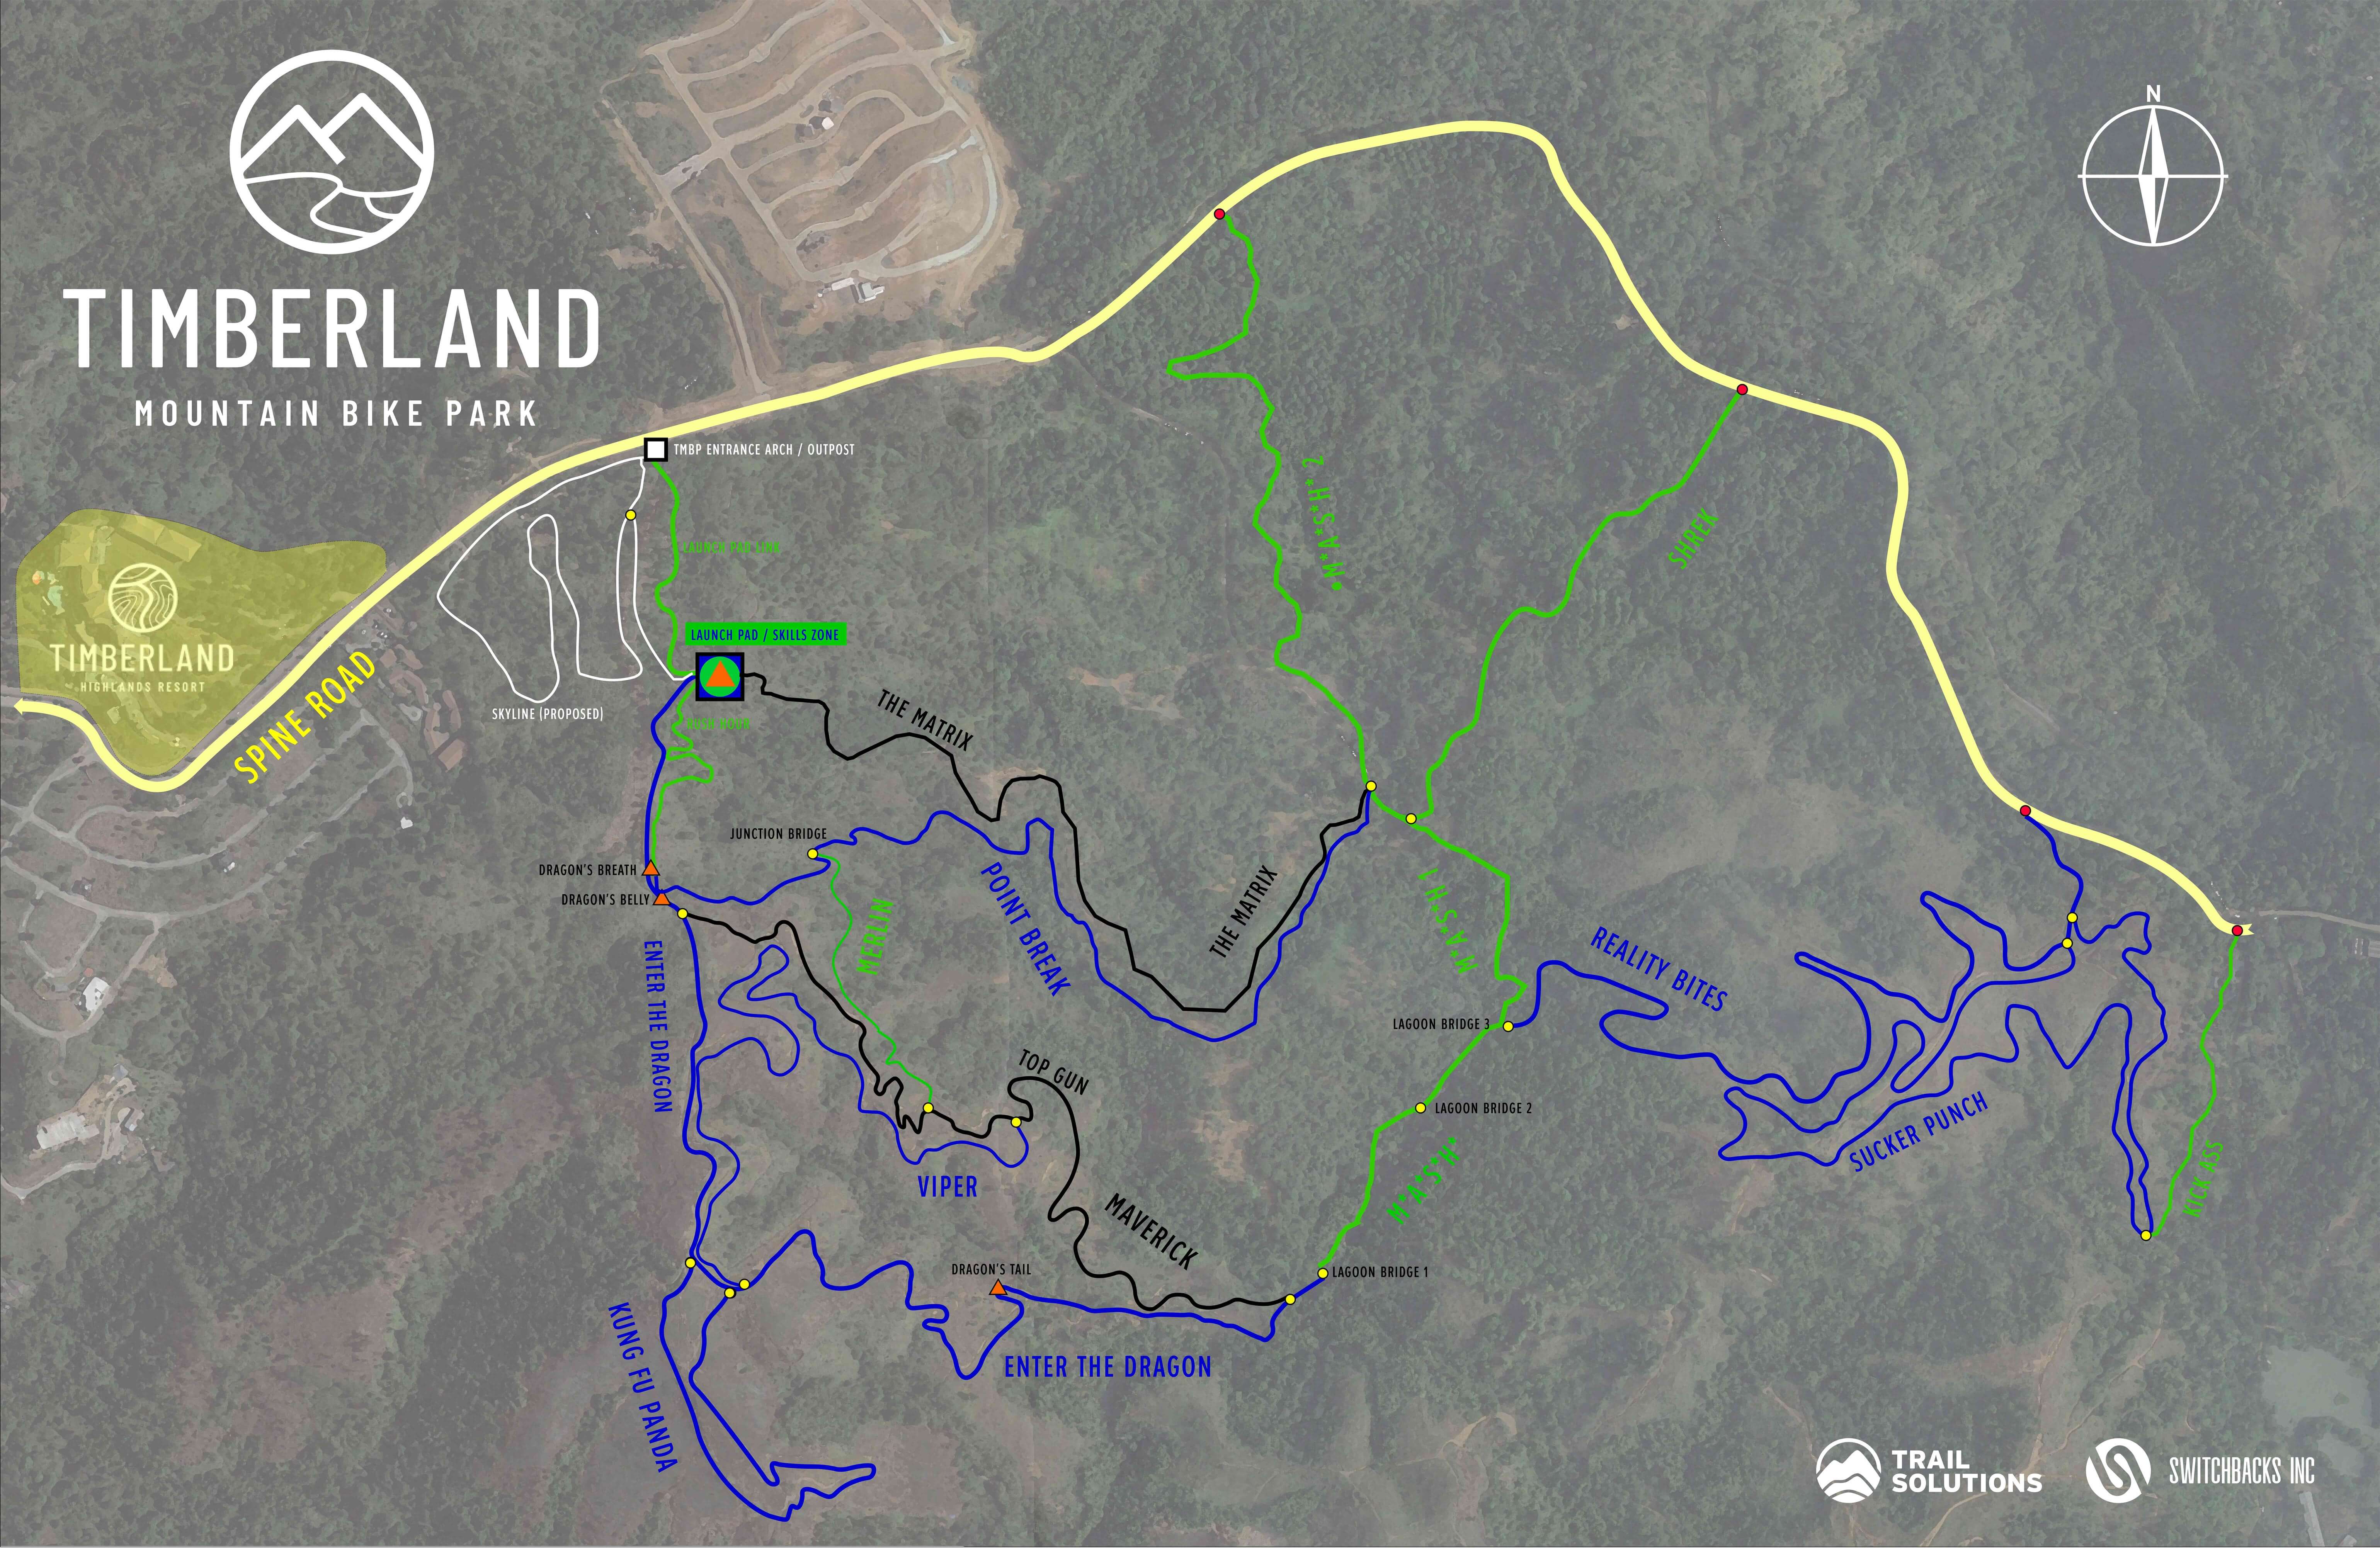 TIMBERLAND
MOUNTAIN BIKE PARK
N
TMBP ENTRANCE ARCH / OUTPOST
LAUNCH PAD LINK
TIMBERLAND
HIGHLANDS RESORT
SPINE ROAD
SKYLINE (PROPOSED)
LAUNCH PAD / SKILLS ZONE
RUSH HOUR
THE MATRIX
M*A*S*H* 2
SHREK
JUNCTION BRIDGE
DRAGON'S BREATH
DRAGON'S BELLY
MERLIN
POINT BREAK
THE MATRIX
M*A*S*H 1
REALITY BITES
ENTER THE DRAGON
LAGOON BRIDGE 3
TOP GUN
LAGOON BRIDGE 2
SUCKER PUNCH
KICK A$$
VIPER
M*A*S*H*
MAVERICK
DRAGON'S TAIL
LAGOON BRIDGE 1
KUNG FU PANDA
ENTER THE DRAGON
TRAIL
SOLUTIONS
SWITCHBACKS INC